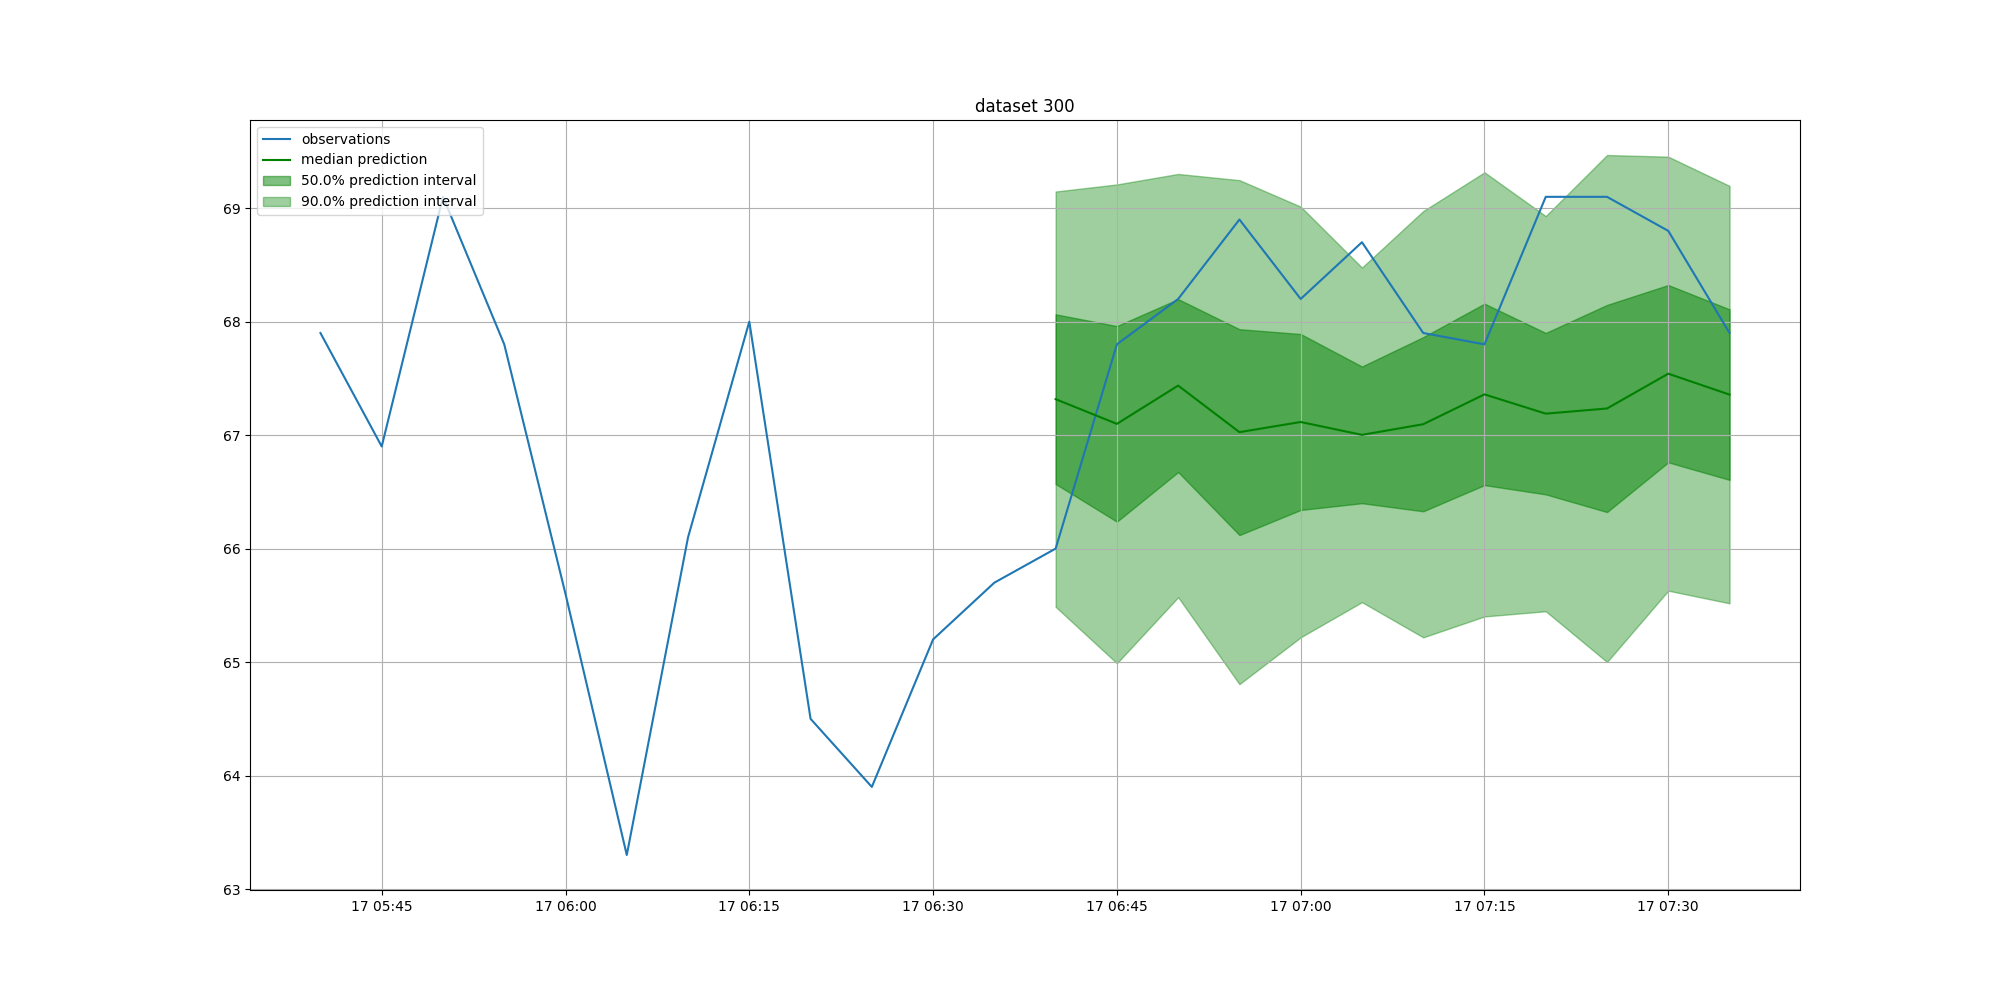 dataset 300
observations
median prediction
50.0% prediction interval
90.0% prediction interval
69
68
67
66
65
64
63
17 05:45 17 06:00 17 06:15 17 06:30 17 06:45 17 07:00 17 07:15 17 07:30